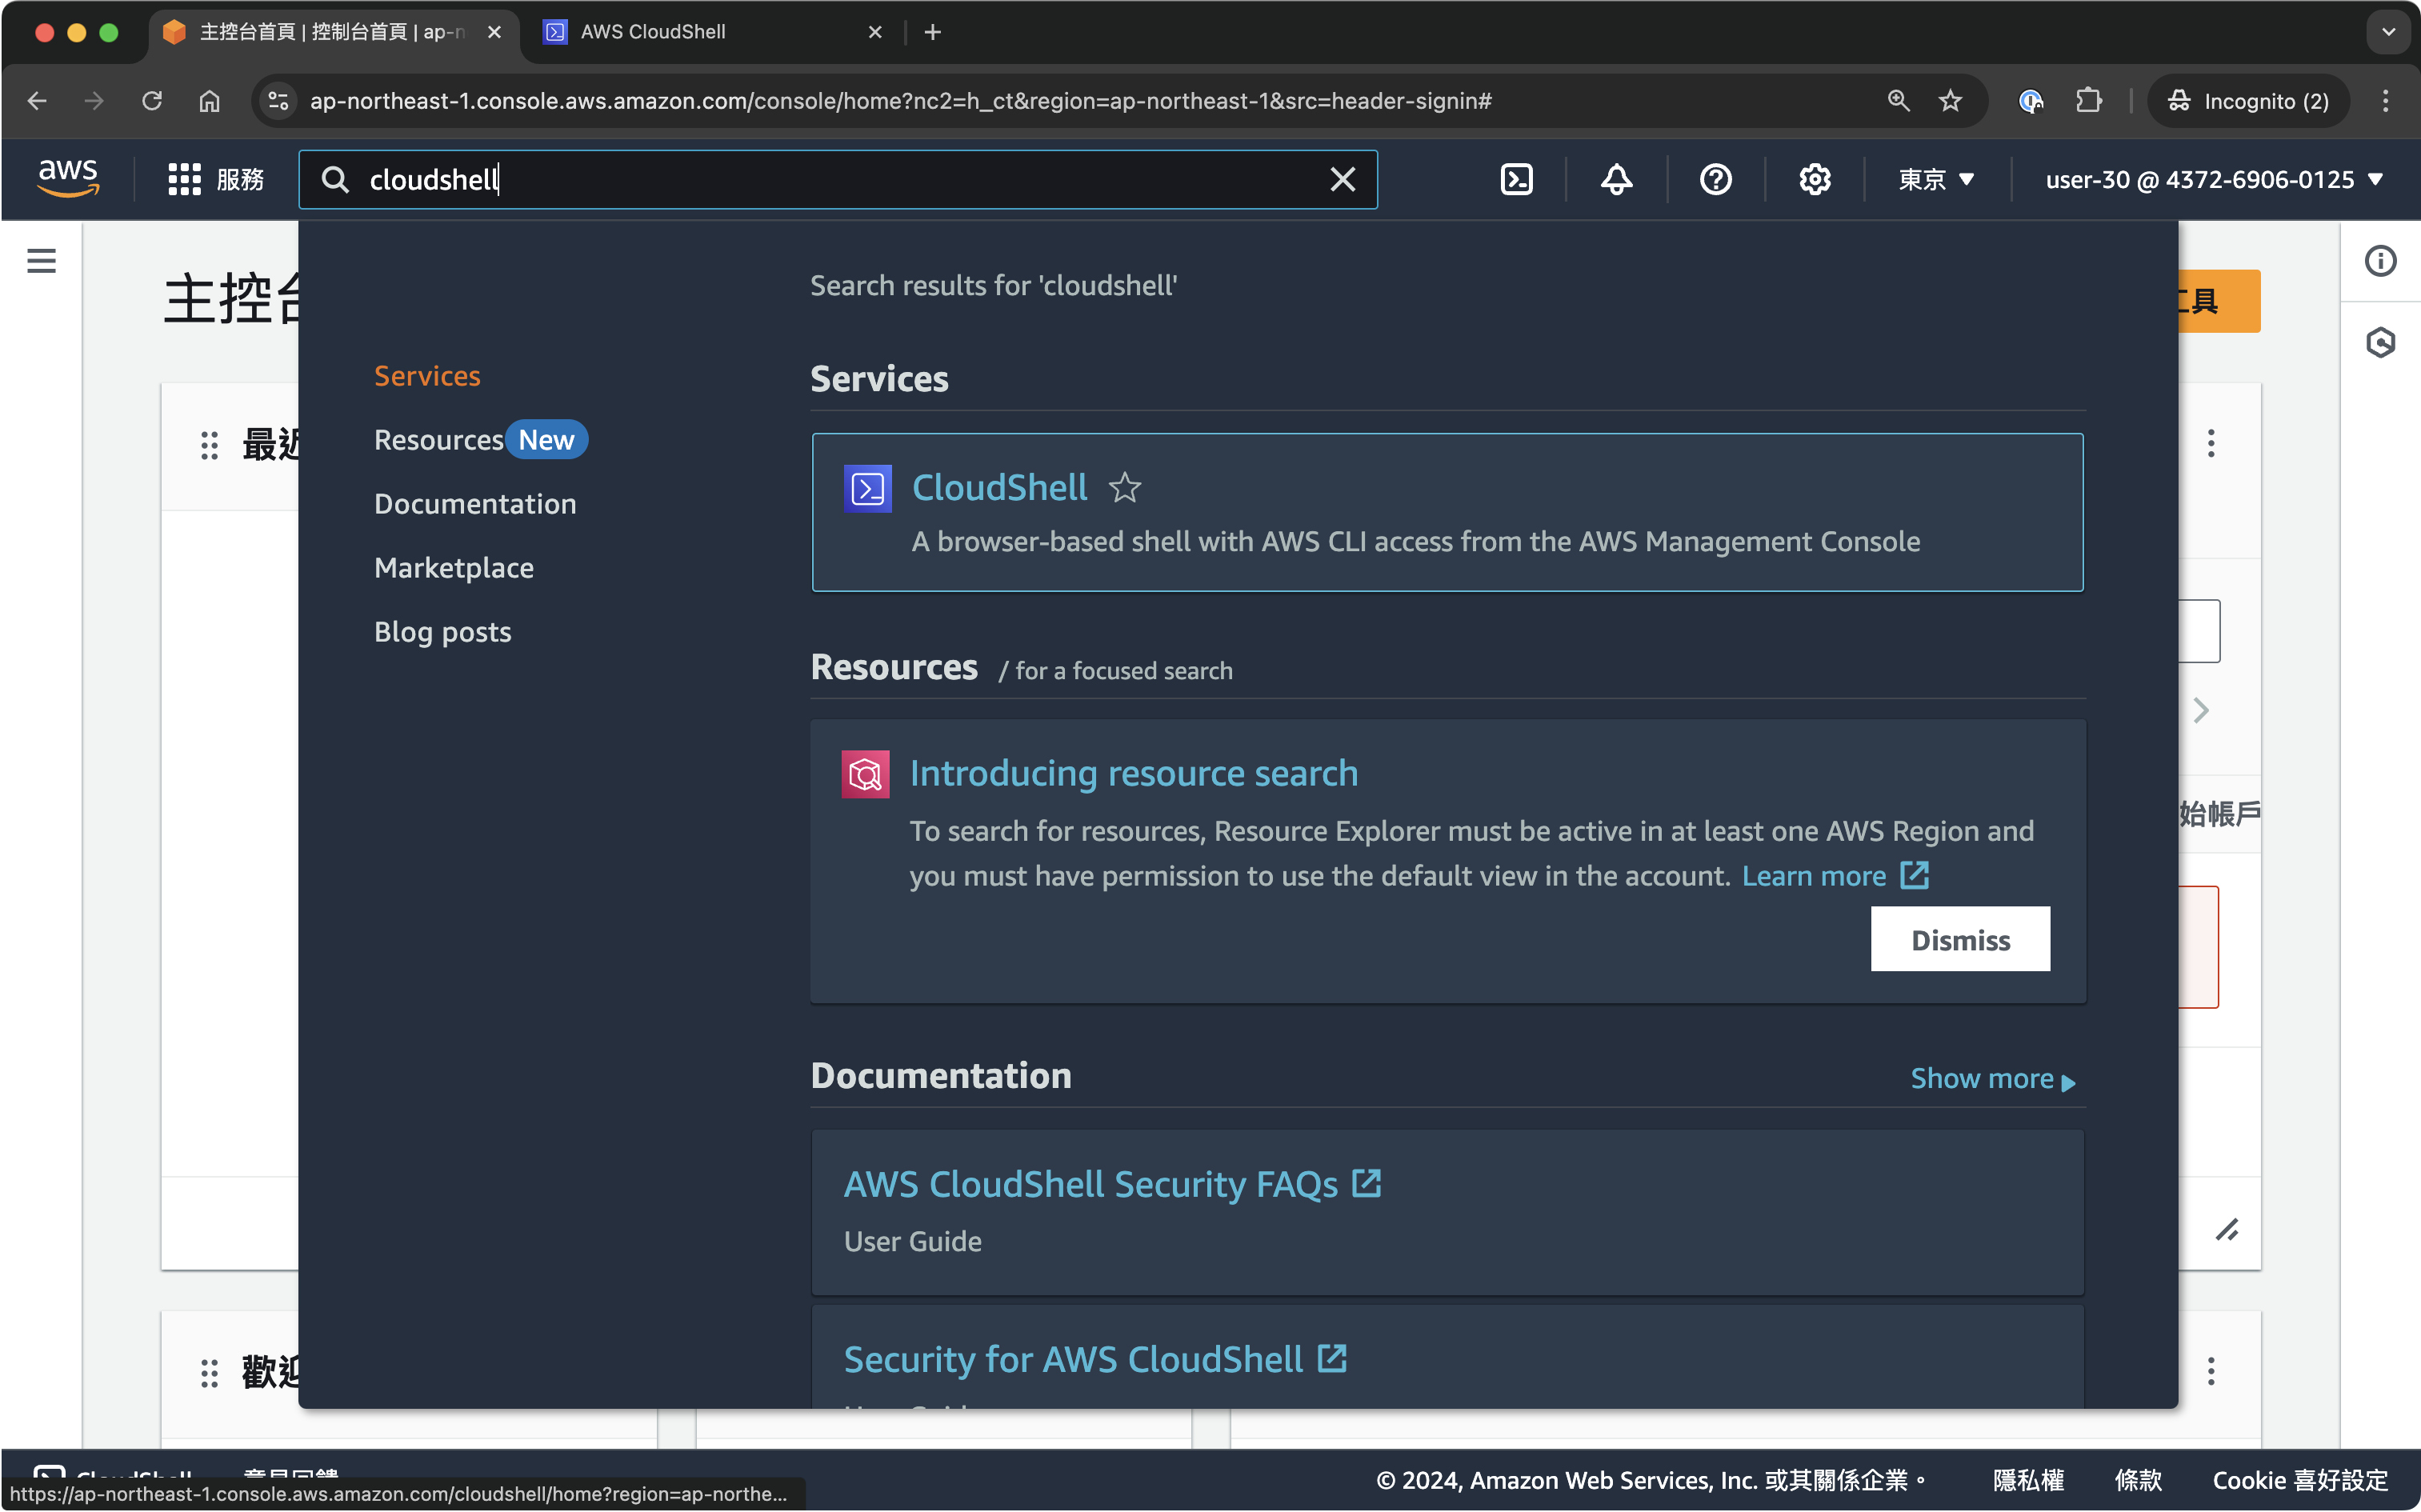 主控台首頁 | 控制台首頁 | ap-n
AWS CloudShell
ap-northeast-1.console.aws.amazon.com/console/home?nc2=h_ct&region=ap-northeast-1&src=header-signin#
Incognito (2)
aws
服務
cloudshell
東京
user-30 @ 4372-6906-0125
主控台
工具
Search results for 'cloudshell'
Services
Resources New
Documentation
Marketplace
Blog posts
Services
最近
CloudShell
A browser-based shell with AWS CLI access from the AWS Management Console
Resources / for a focused search
Introducing resource search
To search for resources, Resource Explorer must be active in at least one AWS Region and
you must have permission to use the default view in the account. Learn more
始帳戶
Dismiss
Documentation
Show more
AWS CloudShell Security FAQs
User Guide
Security for AWS CloudShell
User Guide
歡迎
CloudShell
意見回饋
© 2024, Amazon Web Services, Inc. 或其關係企業。
隱私權
條款
Cookie 喜好設定
https://ap-northeast-1.console.aws.amazon.com/cloudshell/home?region=ap-northe...